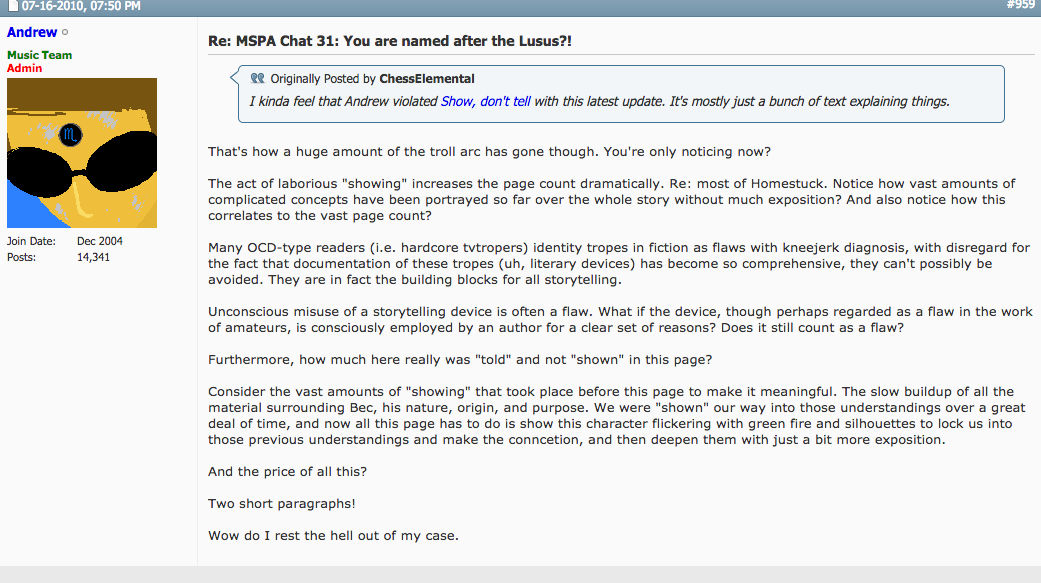 07-16-2010, 07:50 PM
#959
Andrew
Music Team
Admin
♏
Join Date: Dec 2004
Posts: 14,341
Re: MSPA Chat 31: You are named after the Lusus?!
Originally Posted by ChessElemental
I kinda feel that Andrew violated Show, don't tell with this latest update. It's mostly just a bunch of text explaining things.
That's how a huge amount of the troll arc has gone though. You're only noticing now?
The act of laborious "showing" increases the page count dramatically. Re: most of Homestuck. Notice how vast amounts of
complicated concepts have been portrayed so far over the whole story without much exposition? And also notice how this
correlates to the vast page count?
Many OCD-type readers (i.e. hardcore tvtropers) identity tropes in fiction as flaws with kneejerk diagnosis, with disregard for
the fact that documentation of these tropes (uh, literary devices) has become so comprehensive, they can't possibly be
avoided. They are in fact the building blocks for all storytelling.
Unconscious misuse of a storytelling device is often a flaw. What if the device, though perhaps regarded as a flaw in the work
of amateurs, is consciously employed by an author for a clear set of reasons? Does it still count as a flaw?
Furthermore, how much here really was "told" and not "shown" in this page?
Consider the vast amounts of "showing" that took place before this page to make it meaningful. The slow buildup of all the
material surrounding Bec, his nature, origin, and purpose. We were "shown" our way into those understandings over a great
deal of time, and now all this page has to do is show this character flickering with green fire and silhouettes to lock us into
those previous understandings and make the conncetion, and then deepen them with just a bit more exposition.
And the price of all this?
Two short paragraphs!
Wow do I rest the hell out of my case.